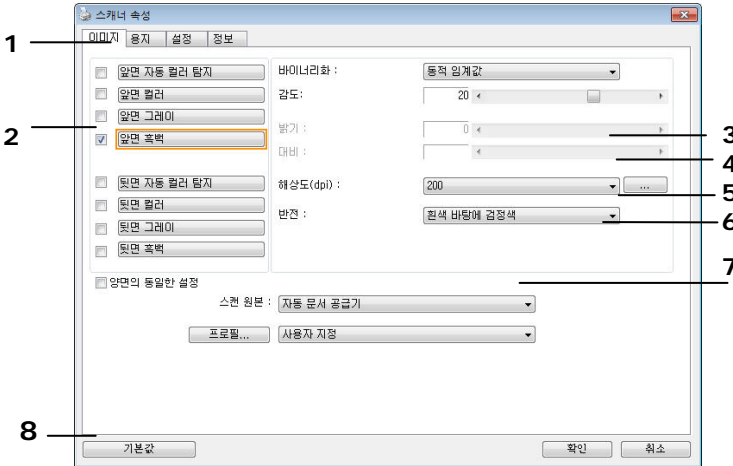 스캐너 속성
1
이미지 용지 설정 정보
앞면 자동 컬러 탐지
바이너리화 :
동적 임계값
앞면 컬러
감도:
20
앞면 그레이
2
앞면 흑백
밝기 :
0
3
대비 :
4
뒷면 자동 컬러 탐지
해상도(dpi) :
200
...
5
뒷면 컬러
반전 :
흰색 바탕에 검정색
6
뒷면 그레이
뒷면 흑백
7
양면의 동일한 설정
스캔 원본 :
자동 문서 공급기
프로필...
사용자 지정
8
기본값
확인
취소